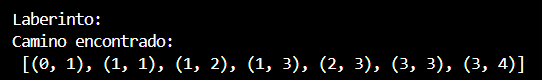 Laberinto:
Camino encontrado:
[(0, 1), (1, 1), (1, 2), (1, 3), (2, 3), (3, 3), (3, 4)]